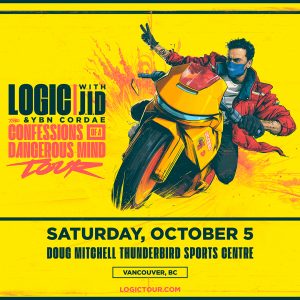 LOGIC WITH JID
& YBN CORDAE
THE CONFESSIONS OF A
DANGEROUS MIND
TOUR
SATURDAY, OCTOBER 5
DOUG MITCHELL THUNDERBIRD SPORTS CENTRE
VANCOUVER, BC
LOGICTOUR.COM